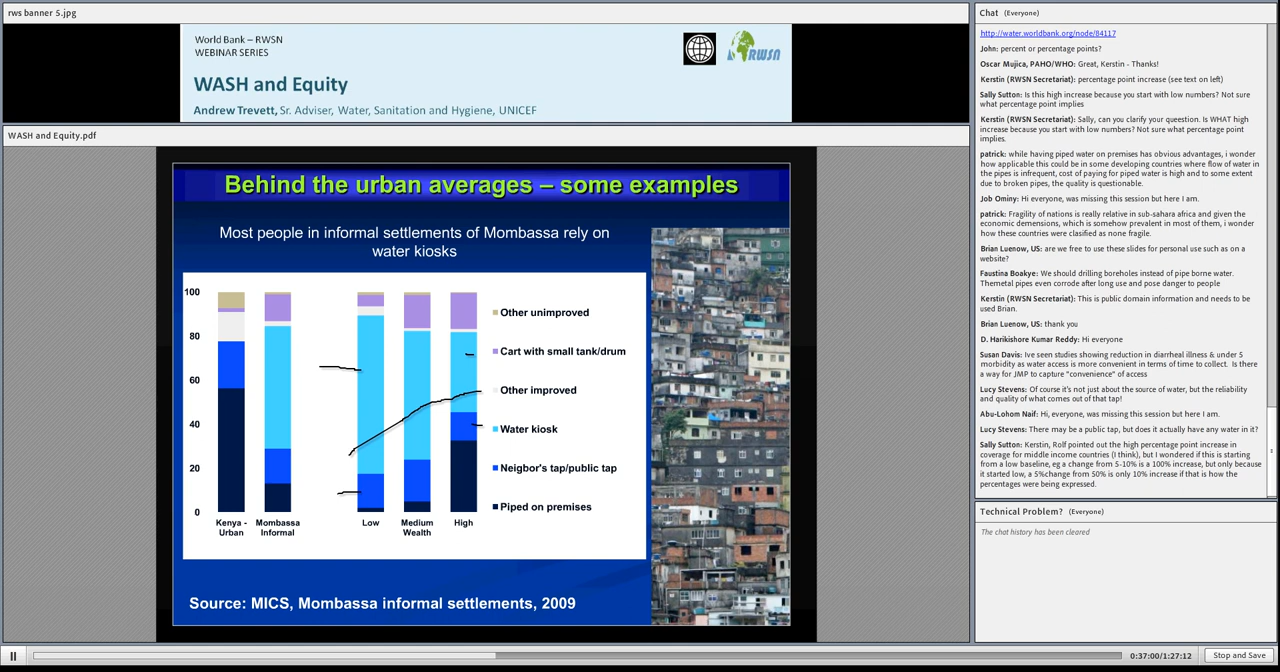 rws banner 5.jpg
World Bank – RWSN
WEBINAR SERIES
RWSN
WASH and Equity
Andrew Trevett, Sr. Adviser, Water, Sanitation and Hygiene, UNICEF
WASH and Equity.pdf
Behind the urban averages – some examples
Most people in informal settlements of Mombassa rely on
water kiosks
100
80
60
40
20
0
Kenya -
Urban
Mombassa
Informal
Low
Medium
Wealth
High
Other unimproved
Cart with small tank/drum
Other improved
Water kiosk
Neigbor's tap/public tap
Piped on premises
Source: MICS, Mombassa informal settlements, 2009
Chat (Everyone)
http://water.worldbank.org/node/84117
John: percent or percentage points?
Oscar Mujica, PAHO/WHO: Great, Kerstin - Thanks!
Kerstin (RWSN Secretariat): percentage point increase (see text on left)
Sally Sutton: Is this high increase because you start with low numbers? Not sure
what percentage point implies
Kerstin (RWSN Secretariat): Sally, can you clarify your queestion. Is WHAT high
increase because you start with low numbers? Not sure what percentage point
implies.
patrick: while having piped water on premises has obvious advantages, i wonder
how applicable this could be in some developing countries where flow of water in
the pipes is infrequent, cost of paying for piped water is high and to some extent
due to broken pipes, the quality is questionable.
Job Ominy: Hi everyone, was missing this session but here I am.
patrick: Fragility of nations is really relative in sub-sahara africa and given the
economic demensions, which is somehow prevalent in most of them, i wonder
how these countries were clasified as none fragile.
Brian Luenow, US: are we free to use these slides for personal use such as on a
website?
Faustina Boakye: We should drilling boreholes instead of pipe borne water.
Themetal pipes even corrode after long use and pose danger to people
Kerstin (RWSN Secretariat): This is public domain information and needs to be
used Brian.
Brian Luenow, US: thank you
D. Harikishore Kumar Reddy: Hi everyone
Susan Davis: Ive seen studies showing reduction in diarrheal illness & under 5
morbidity as water access is more convenient in terms of time to collect. Is there
a way for JMP to capture "convenience" of access
Lucy Stevens: Of course it's not just about the source of water, but the reliability
and quality of what comes out of that tap!
Abu-Lohom Naif: Hi, everyone, was missing this session but here I am.
Lucy Stevens: There may be a public tap, but does it actually have any water in it?
Sally Sutton: Kerstin, Rolf pointed out the high percentage point increase in
coverage for middle income countries (I think), but I wondered if this is starting
from a low baseline, eg a change from 5-10% is a 100% increase, but only because
it started low, a 5%change from 50% is only 10% increase if that is how the
percentages were being expressed.
Technical Problem? (Everyone)
The chat history has been cleared
0:37:00/1:27:12
Stop and Save